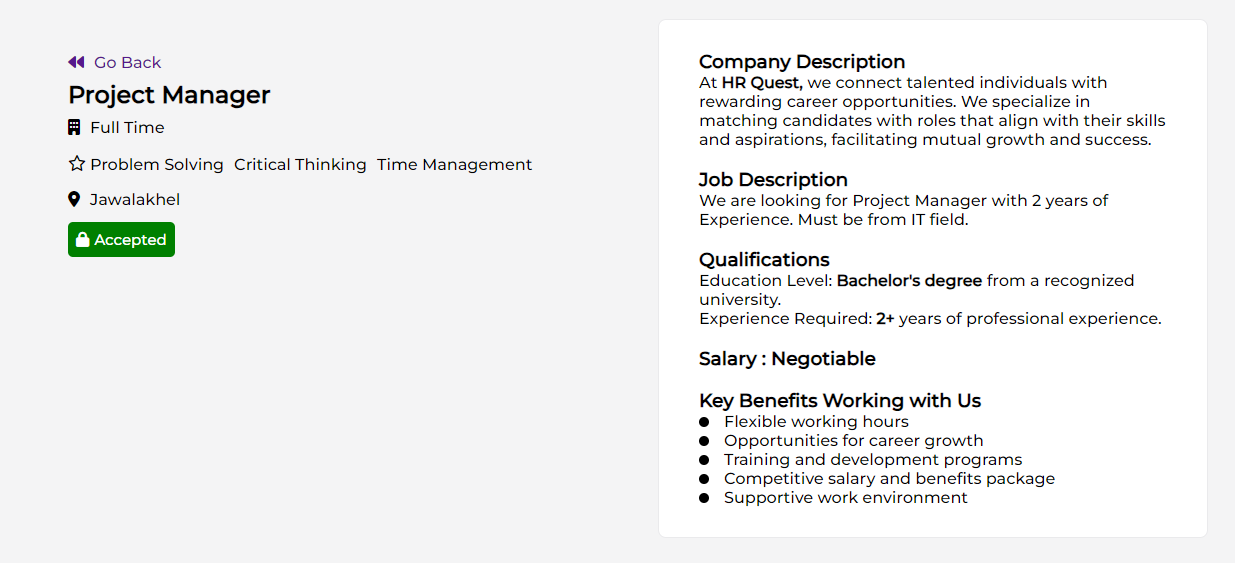 Go Back
Project Manager
Full Time
Problem Solving Critical Thinking Time Management
Jawalakhel
Accepted
Company Description
At HR Quest, we connect talented individuals with
rewarding career opportunities. We specialize in
matching candidates with roles that align with their skills
and aspirations, facilitating mutual growth and success.
Job Description
We are looking for Project Manager with 2 years of
Experience. Must be from IT field.
Qualifications
Education Level: Bachelor's degree from a recognized
university.
Experience Required: 2+ years of professional experience.
Salary : Negotiable
Key Benefits Working with Us
Flexible working hours
Opportunities for career growth
Training and development programs
Competitive salary and benefits package
Supportive work environment